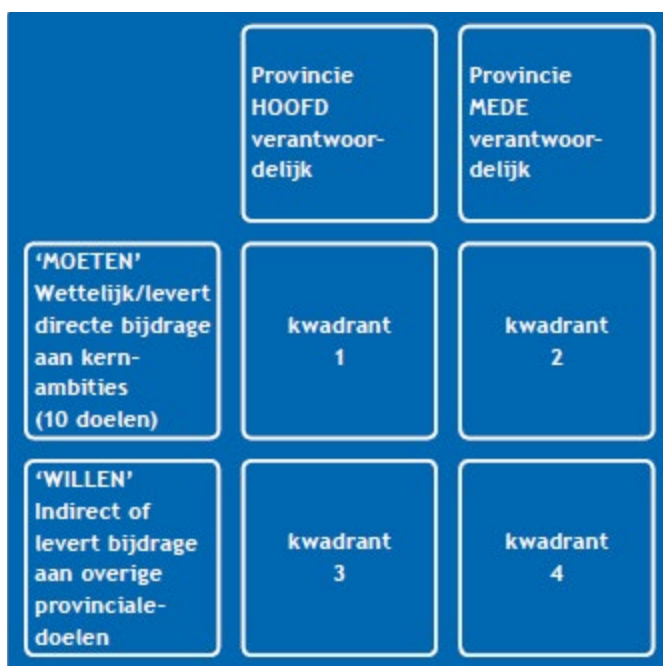 Provincie
HOOFD
verantwoor-
delijk
Provincie
MEDE
verantwoor-
delijk
‘MOETEN’
Wettelijk/levert
directe bijdrage
aan kern-
ambities
(10 doelen)
kwadrant
1
kwadrant
2
‘WILLEN’
Indirect of
levert bijdrage
aan overige
provinciale-
doelen
kwadrant
3
kwadrant
4